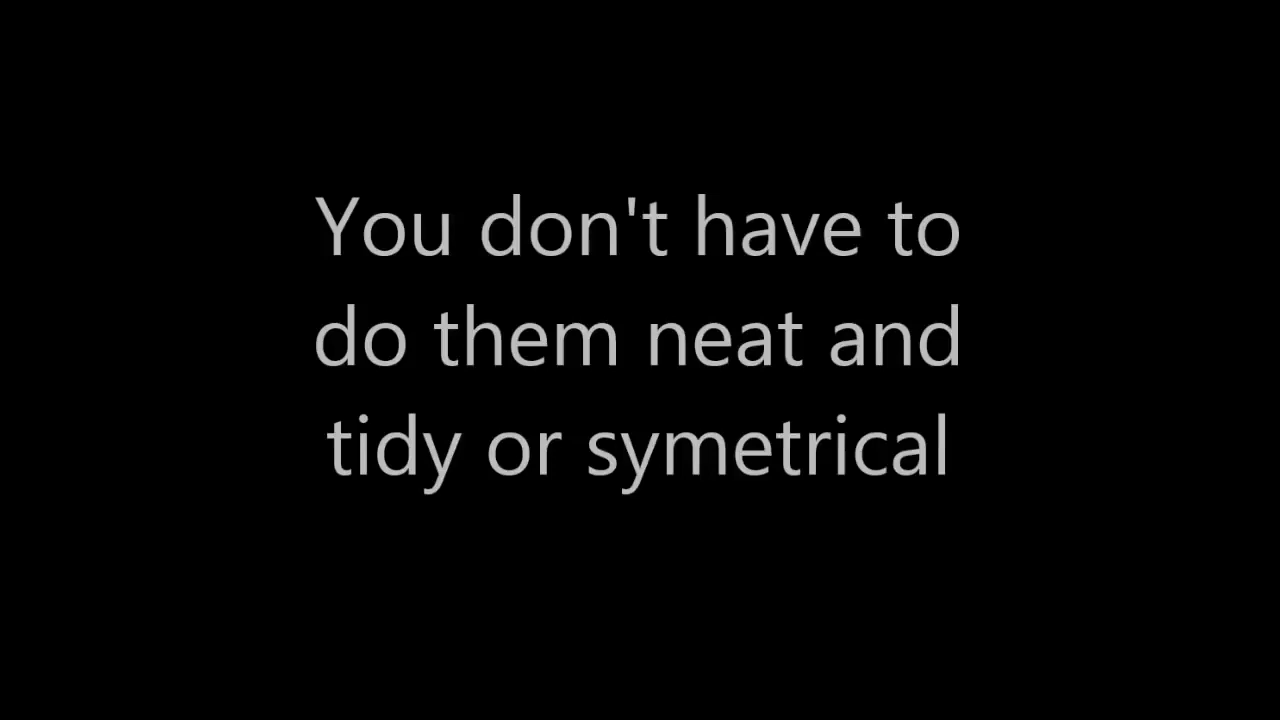 You don't have to
do them neat and
tidy or symetrical